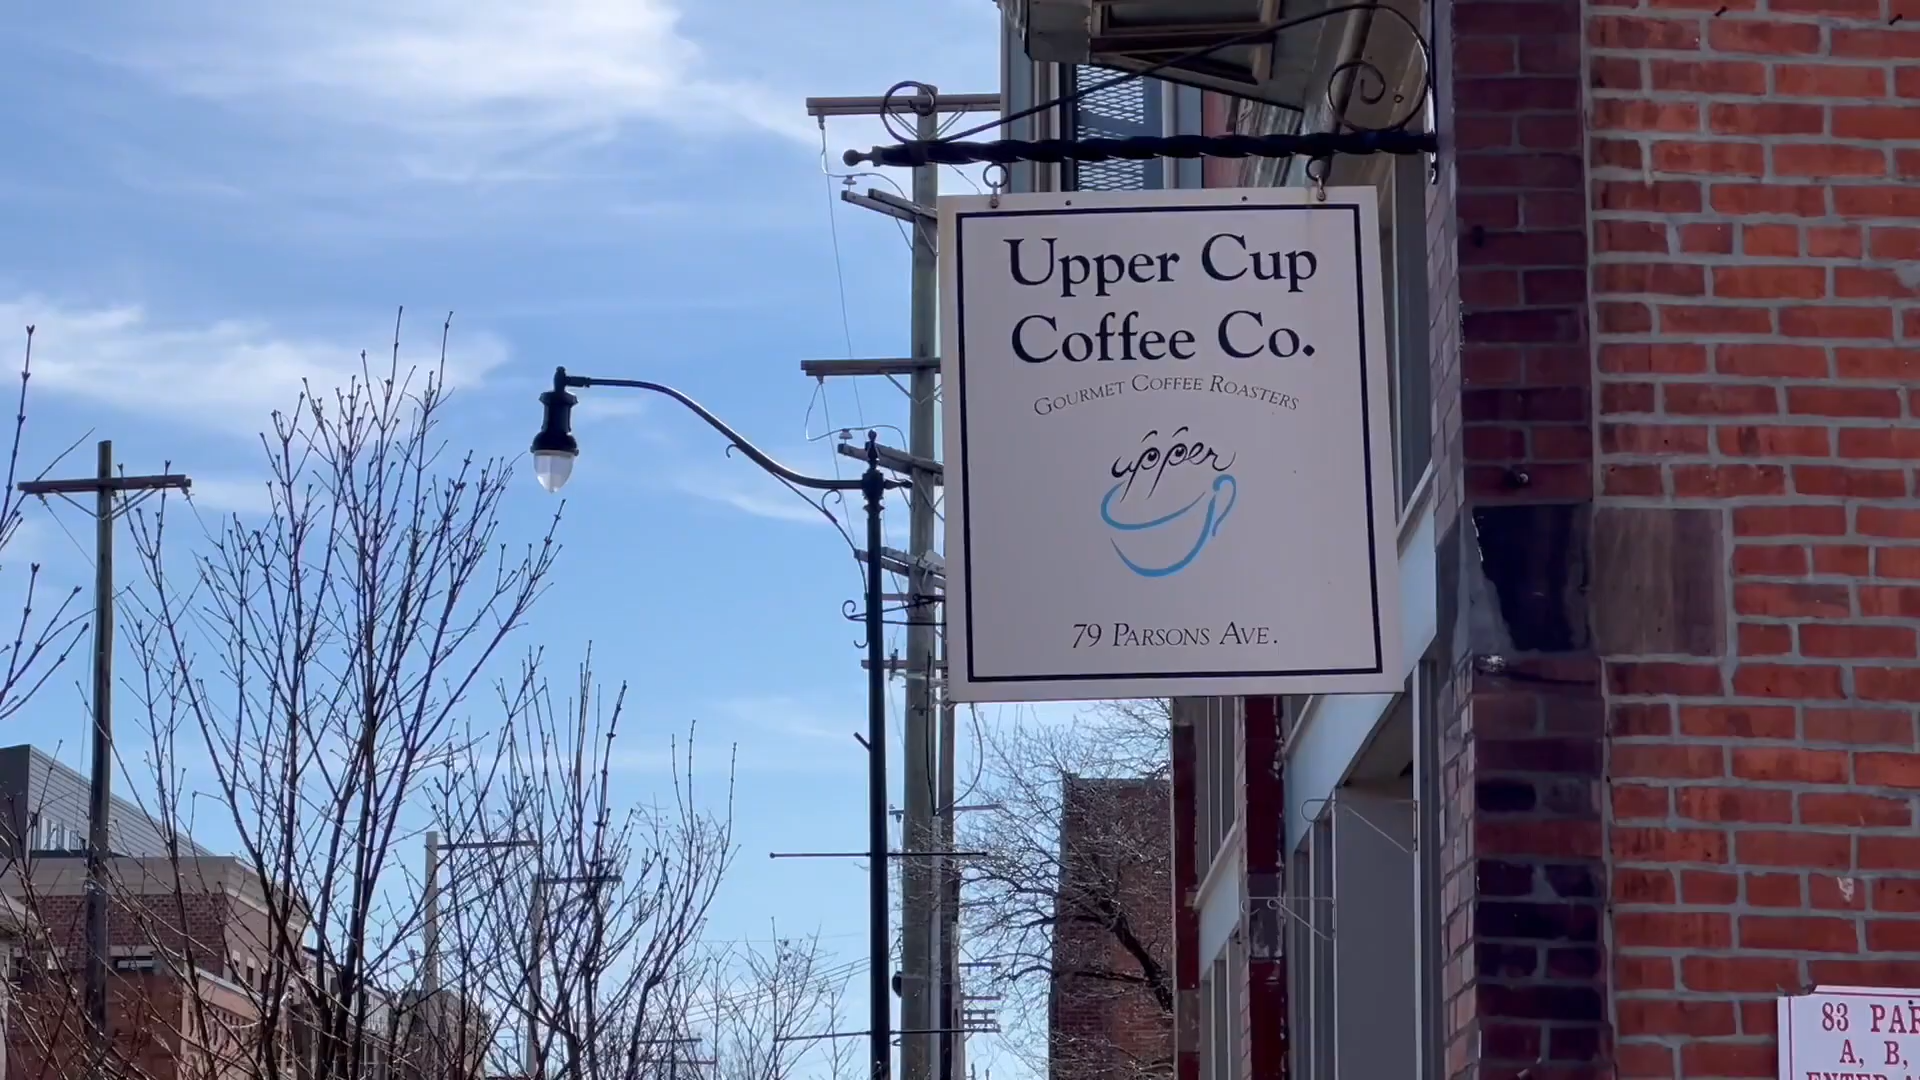 Upper Cup
Coffee Co.
Gourmet Coffee Roasters
upper
79 Parsons Ave.
83 PAR
A, B,